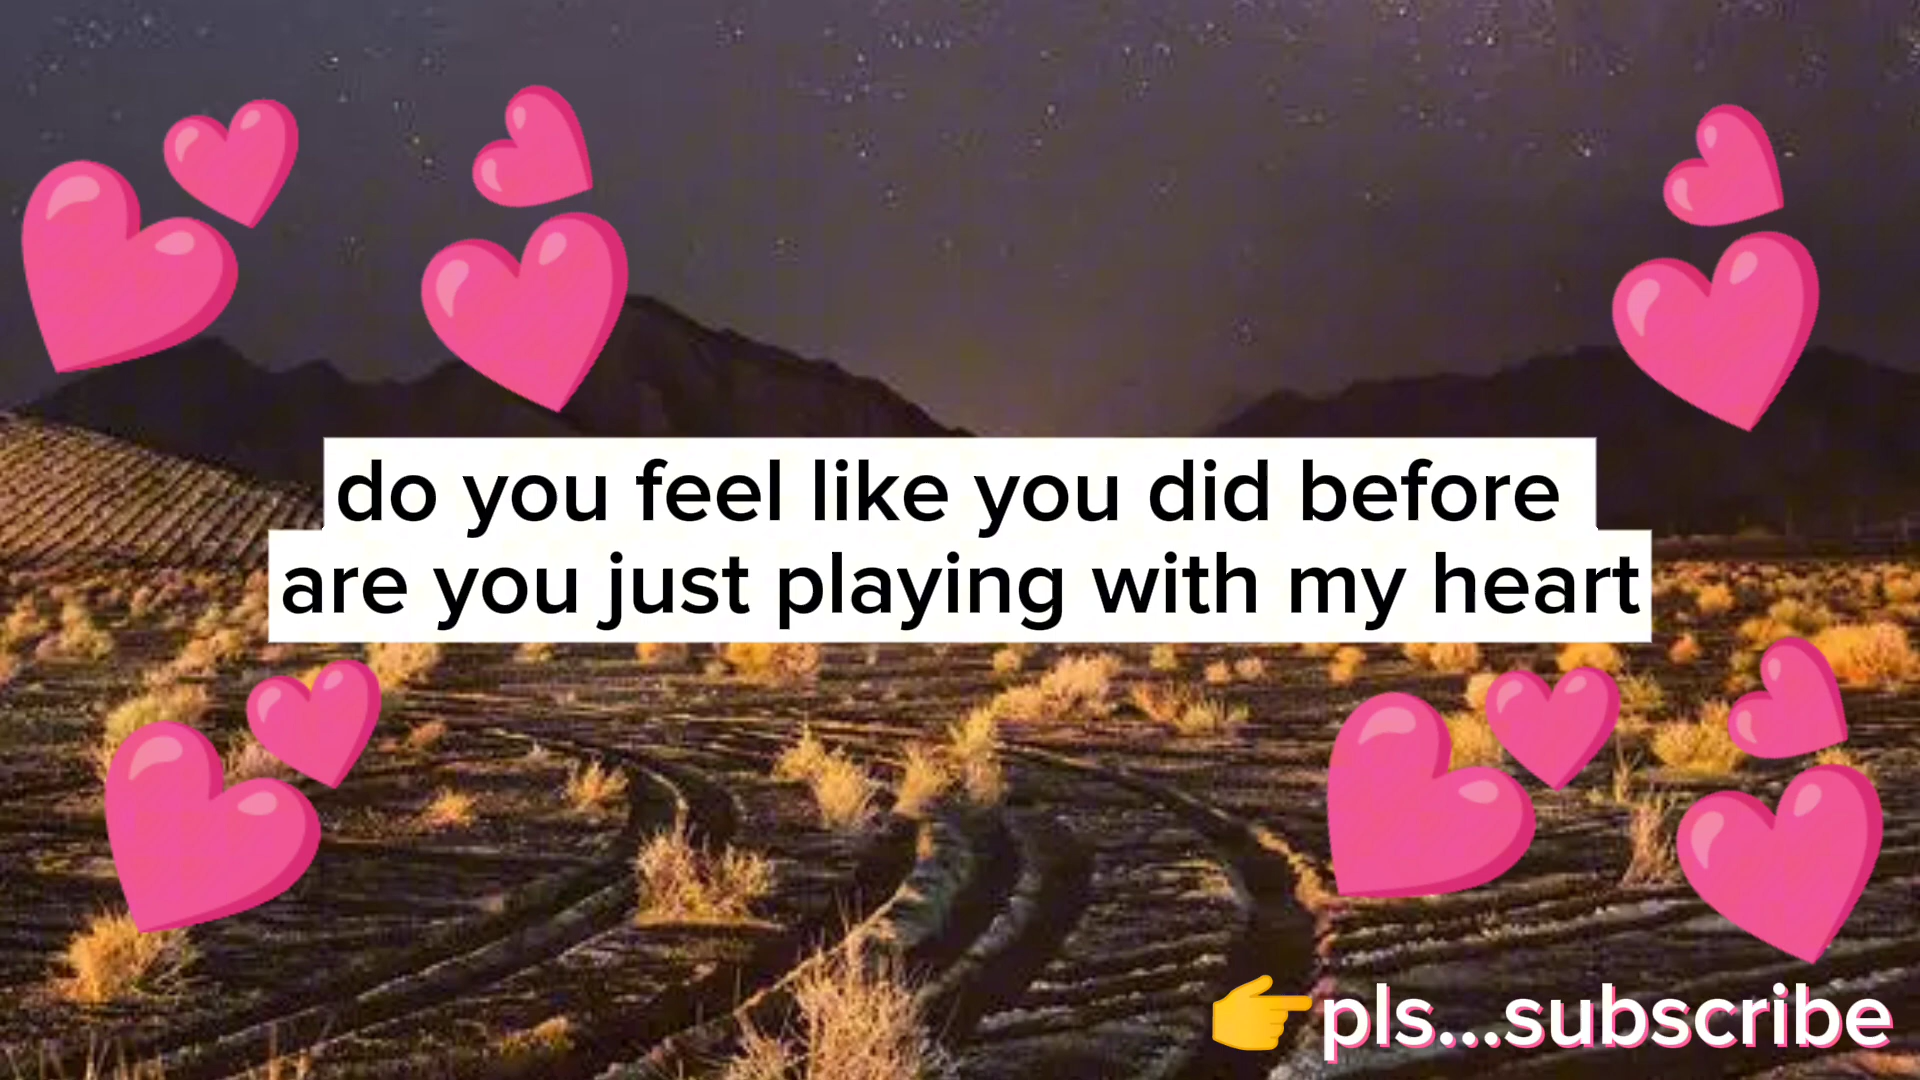 do you feel like you did before
are you just playing with my heart
👉pls...subscribe